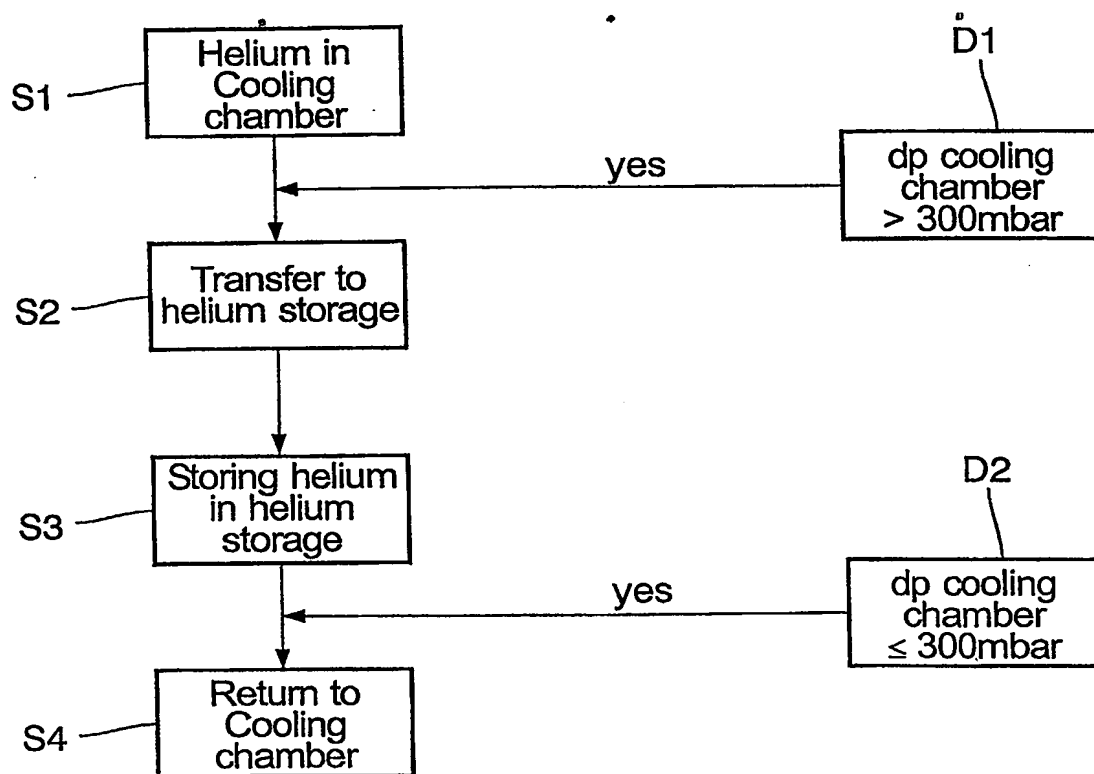 S1
Helium in
Cooling
chamber
D1
dp cooling
chamber
> 300mbar
yes
S2
Transfer to
helium storage
S3
Storing helium
in helium
storage
D2
dp cooling
chamber
≤ 300mbar
yes
S4
Return to
Cooling
chamber